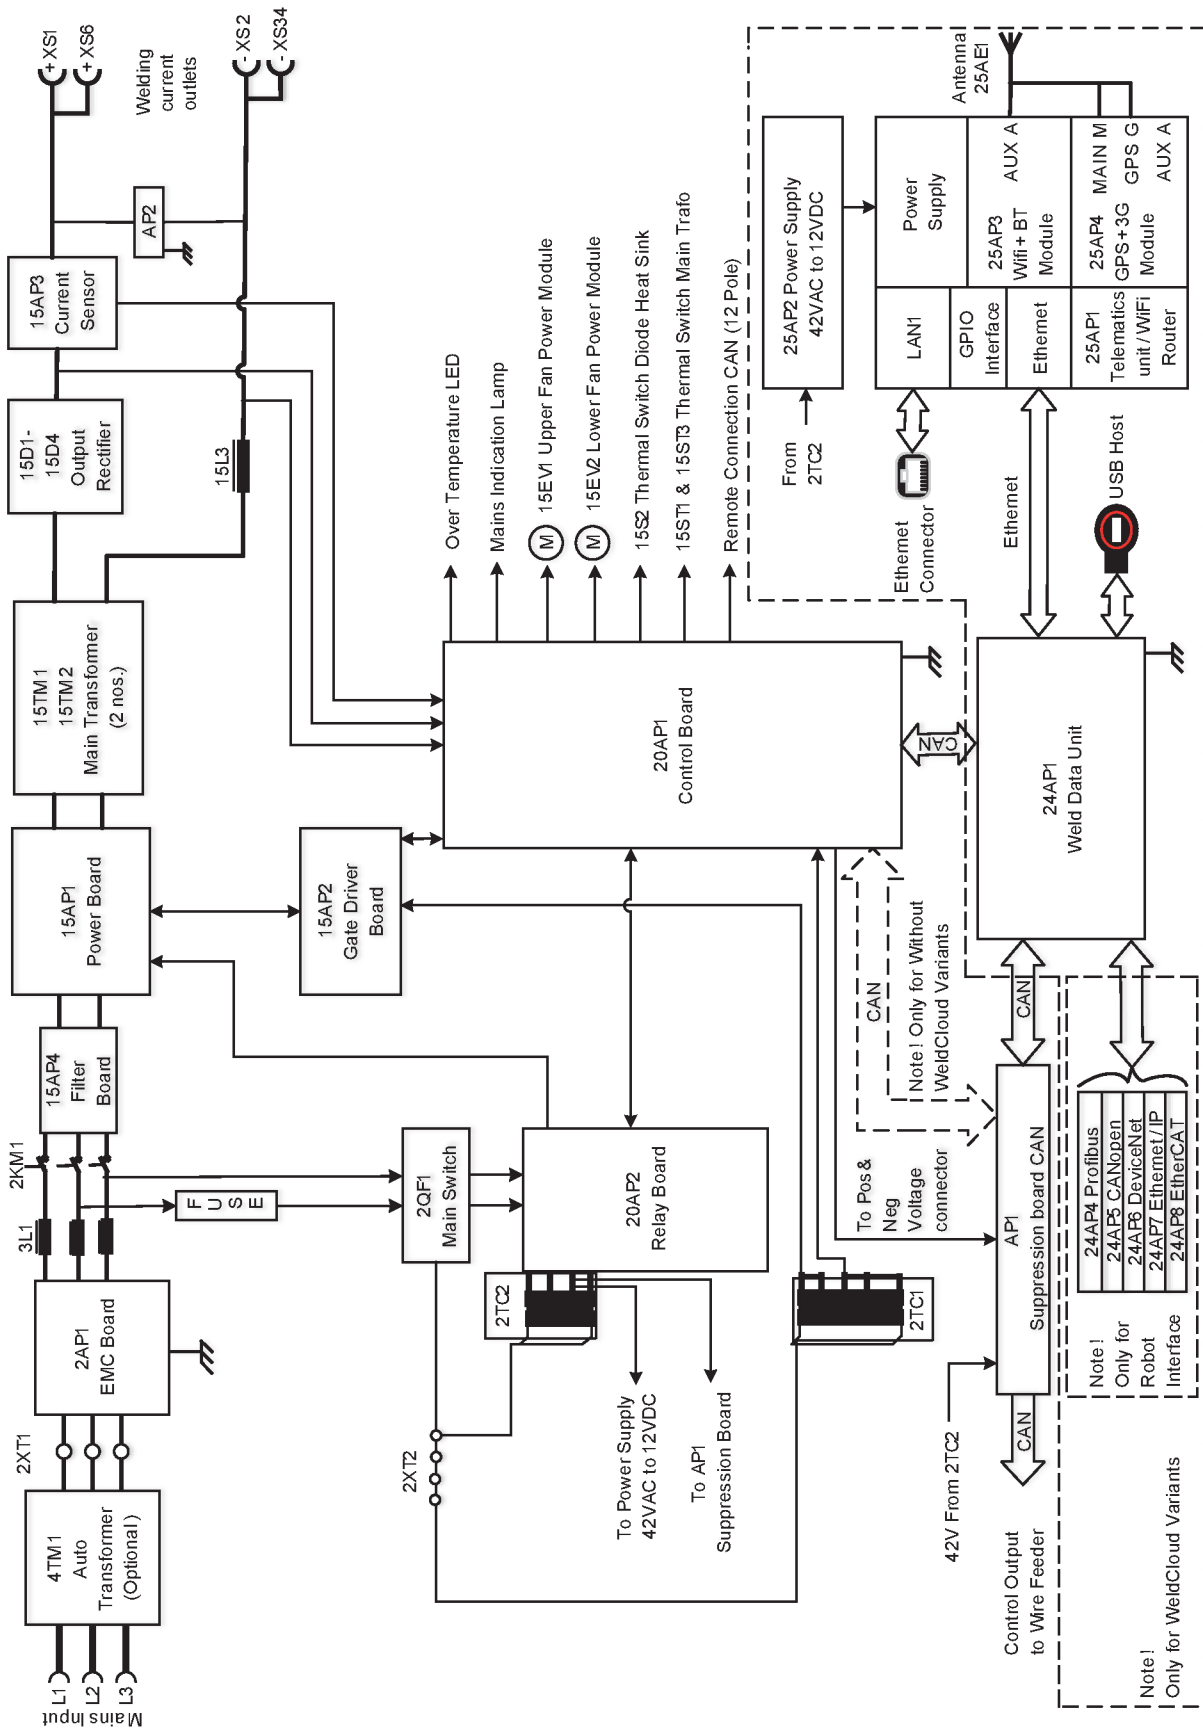 Mains Input
L1
L2
L3
4TM1
Auto
Transformer
(Optional)
2XT1
2AP1
EMC Board
3L1
2KM1
15AP4
Filter
Board
15AP1
Power Board
15TM1
15TM2
Main Transformer
(2 nos.)
15D1-
15D4
Output
Rectifier
15AP3
Current
Sensor
+ XS1
+ XS6
AP2
Welding
current
outlets
- XS2
- XS34
15L3
FUSE
2QF1
Main Switch
15AP2
Gate Driver
Board
2XT2
2TC2
20AP2
Relay Board
To Power Supply
42VAC to 12VDC
To AP1
Suppression Board
2TC1
20AP1
Control Board
Over Temperature LED
Mains Indication Lamp
M
15EV1 Upper Fan Power Module
M
15EV2 Lower Fan Power Module
15S2 Thermal Switch Diode Heat Sink
15ST1 & 15ST3 Thermal Switch Main Trafo
Remote Connection CAN (12 Pole)
To Pos &
Neg
Voltage
connector
CAN
Note! Only for Without
WeldCloud Variants
CAN
42V From 2TC2
AP1
Suppression board CAN
CAN
Control Output
to Wire Feeder
CAN
24AP1
Weld Data Unit
Note!
Only for
Robot
Interface
24AP4 Profibus
24AP5 CANopen
24AP6 DeviceNet
24AP7 Ethernet/IP
24AP8 EtherCAT
Note!
Only for WeldCloud Variants
From
2TC2
25AP2 Power Supply
42VAC to 12VDC
Antenna
25AE1
Ethernet
Connector
LAN1
Power
Supply
GPIO
Interface
Ethernet
25AP3
Wifi + BT
Module
AUX A
25AP1
Telematics
unit / WiFi
Router
25AP4
GPS + 3G
Module
MAIN M
GPS G
AUX A
Ethernet
USB Host